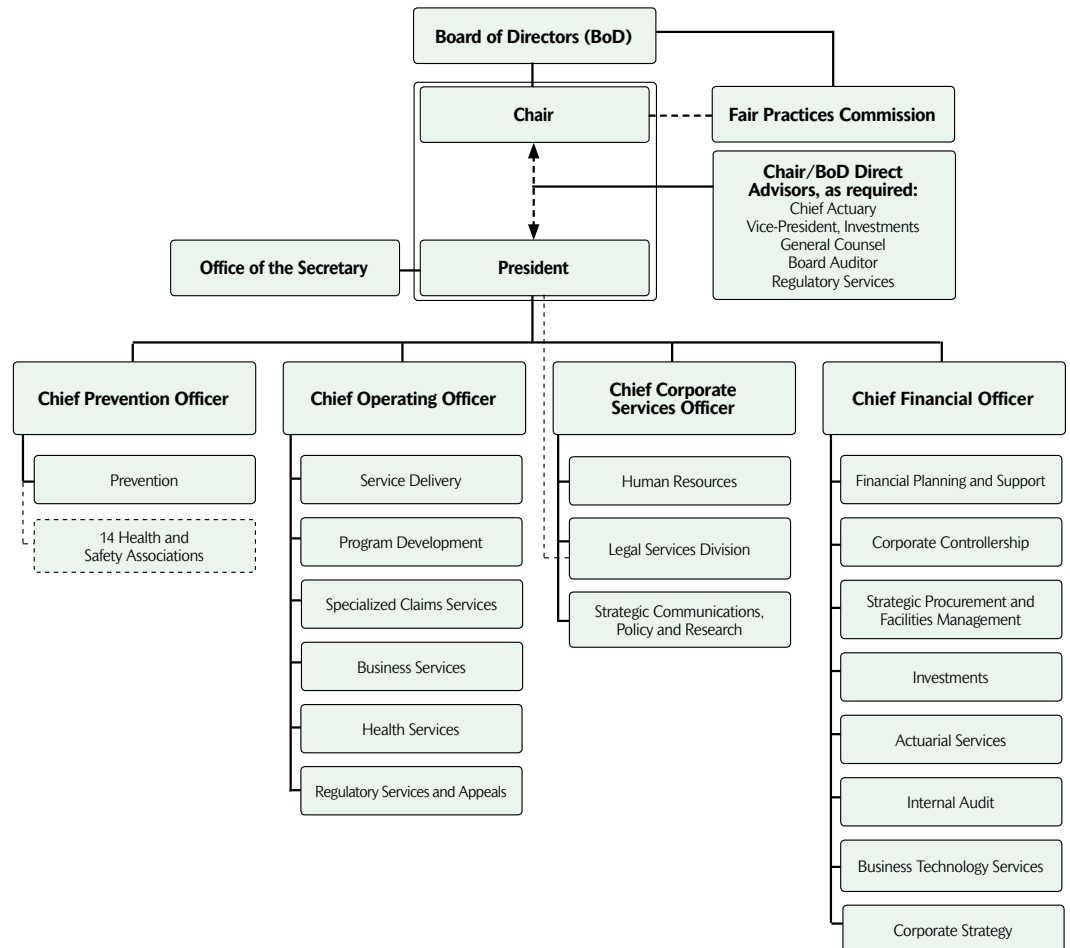 Board of Directors (BoD)
Chair
Fair Practices Commission
Chair/BoD Direct
Advisors, as required:
Chief Actuary
Vice-President, Investments
General Counsel
Board Auditor
Regulatory Services
Office of the Secretary
President
Chief Prevention Officer
Prevention
14 Health and
Safety Associations
Chief Operating Officer
Service Delivery
Program Development
Specialized Claims Services
Business Services
Health Services
Regulatory Services and Appeals
Chief Corporate
Services Officer
Human Resources
Legal Services Division
Strategic Communications,
Policy and Research
Chief Financial Officer
Financial Planning and Support
Corporate Controllership
Strategic Procurement and
Facilities Management
Investments
Actuarial Services
Internal Audit
Business Technology Services
Corporate Strategy